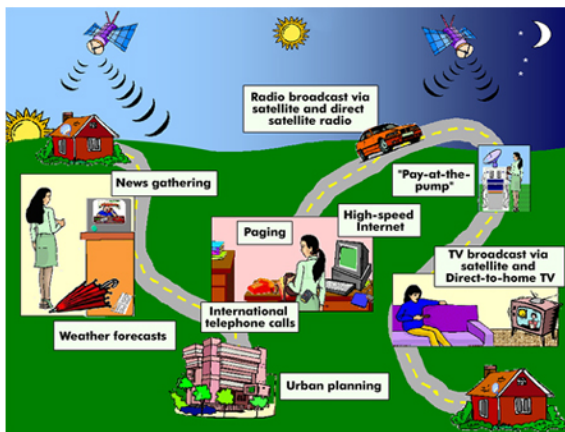 Radio broadcast via
satellite and direct
satellite radio
News gathering
"Pay-at-the-
pump"
Paging
High-speed
Internet
TV broadcast via
satellite and
Direct-to-home TV
International
telephone calls
Weather forecasts
Urban planning